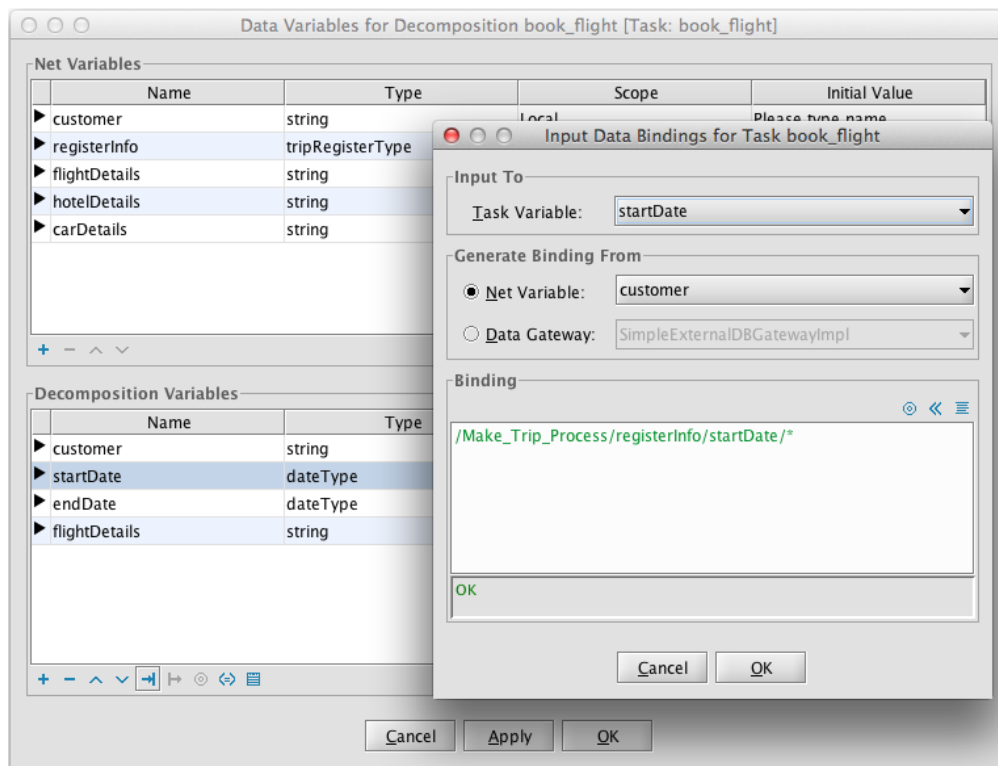 Data Variables for Decomposition book_flight [Task: book_flight]
Net Variables
Name Type Scope Initial Value
customer string Local Please type name
registerInfo tripRegisterType
flightDetails string
hotelDetails string
carDetails string
Decomposition Variables
Name Type
customer string
startDate dateType
endDate dateType
flightDetails string
Cancel Apply OK
Input Data Bindings for Task book_flight
Input To
Task Variable: startDate
Generate Binding From
Net Variable: customer
Data Gateway: SimpleExternalDBGatewayImpl
Binding
/Make_Trip_Process/registerInfo/startDate/*
OK
Cancel OK